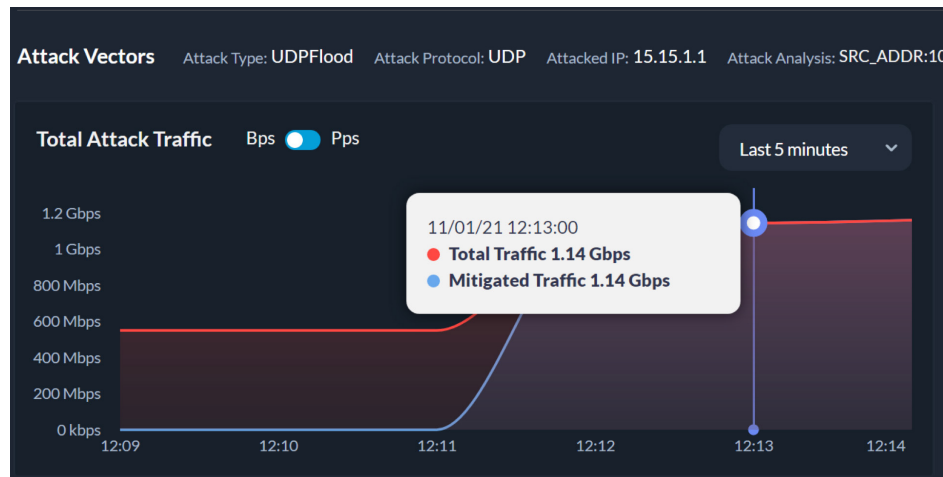 Attack Vectors Attack Type: UDPFlood Attack Protocol: UDP Attacked IP: 15.15.1.1 Attack Analysis: SRC_ADDR:10
Total Attack Traffic Bps Pps Last 5 minutes
1.2 Gbps
1 Gbps
800 Mbps
600 Mbps
400 Mbps
200 Mbps
0 kbps
11/01/21 12:13:00
Total Traffic 1.14 Gbps
Mitigated Traffic 1.14 Gbps
12:09 12:10 12:11 12:12 12:13 12:14